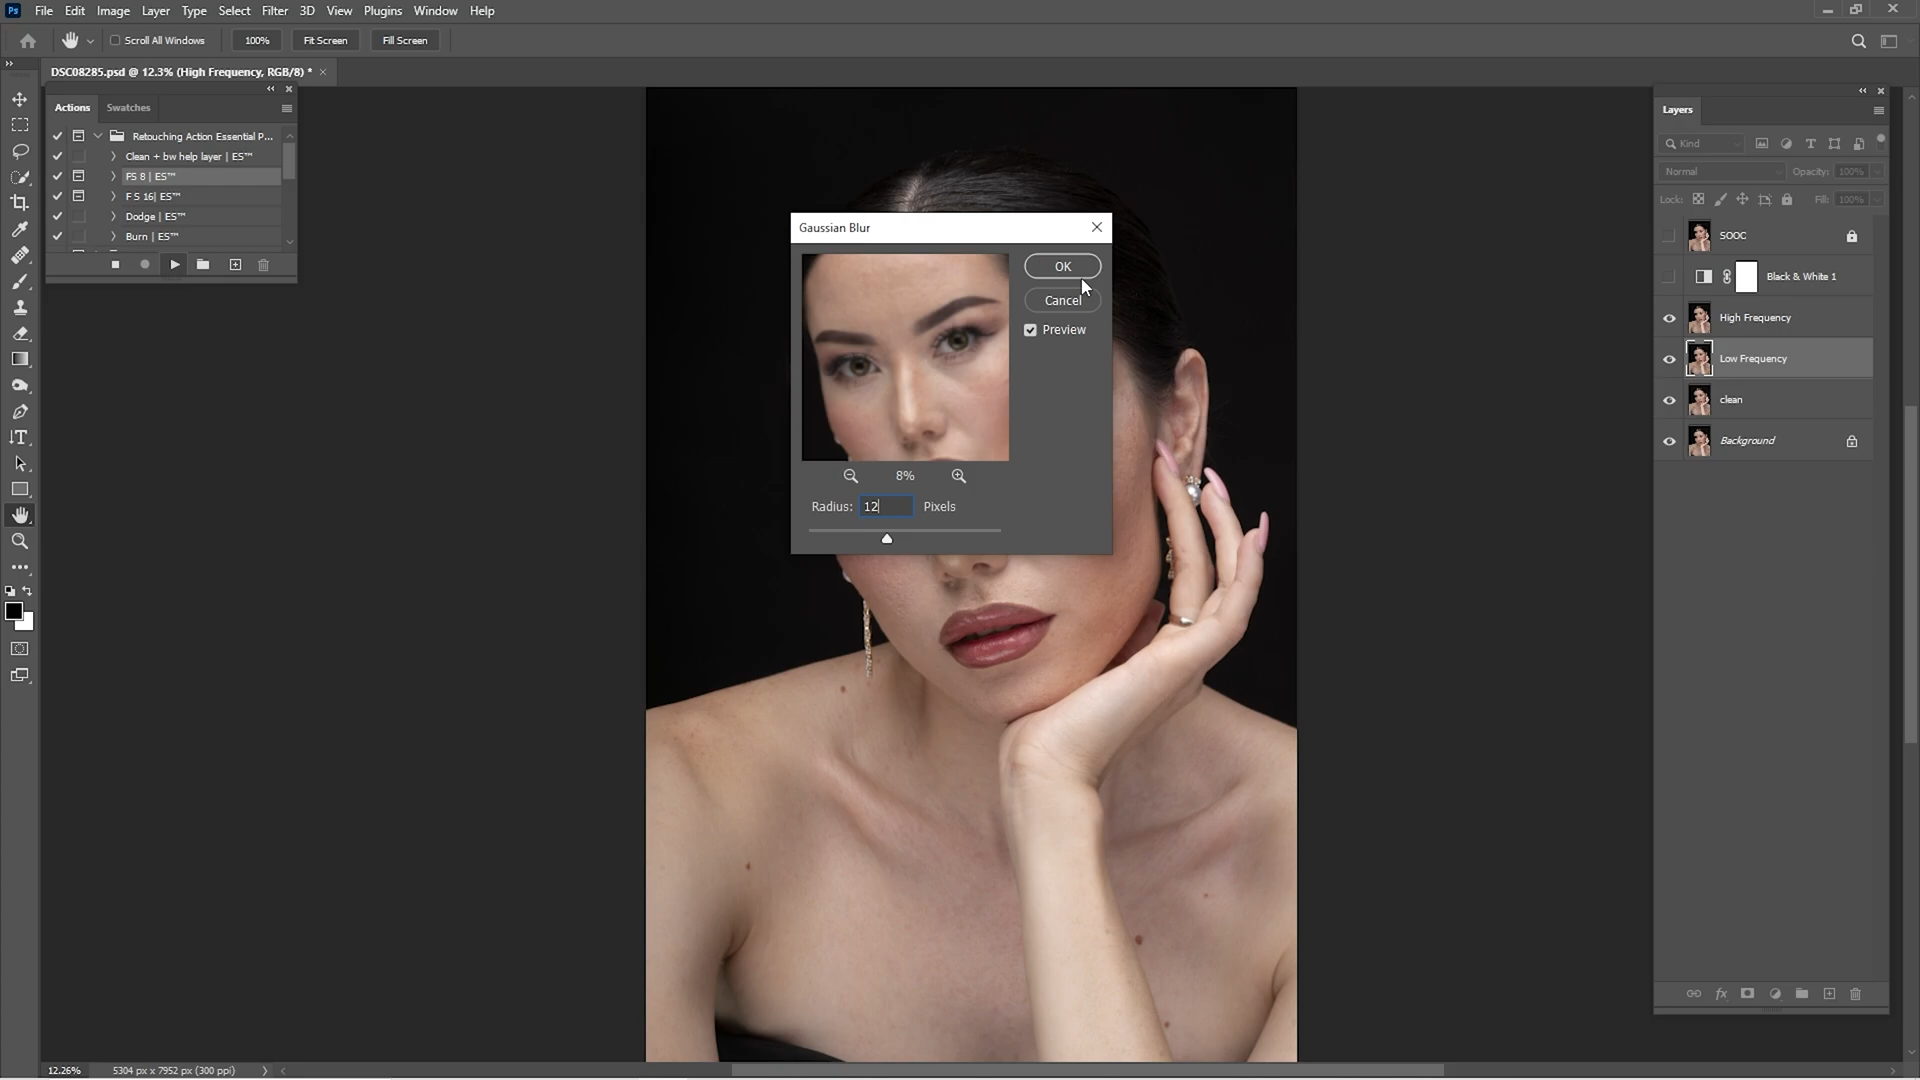 Ps File Edit Image Layer Type Select Filter 3D View Plugins Window Help
Scroll All Windows 100% Fit Screen Fill Screen
DSC08285.psd @ 12.3% (High Frequency, RGB/8) *
Actions Swatches
Retouching Action Essential P...
Clean + bw help layer | ES™
FS 8 | ES™
F S 16| ES™
Dodge | ES™
Burn | ES™
Gaussian Blur
OK
Cancel
Preview
8%
Radius: 12 Pixels
Layers
Kind
Normal Opacity: 100%
Lock: Fill: 100%
SOOC
Black & White 1
High Frequency
Low Frequency
clean
Background
12.26% 5304 px x 7952 px (300 ppi)